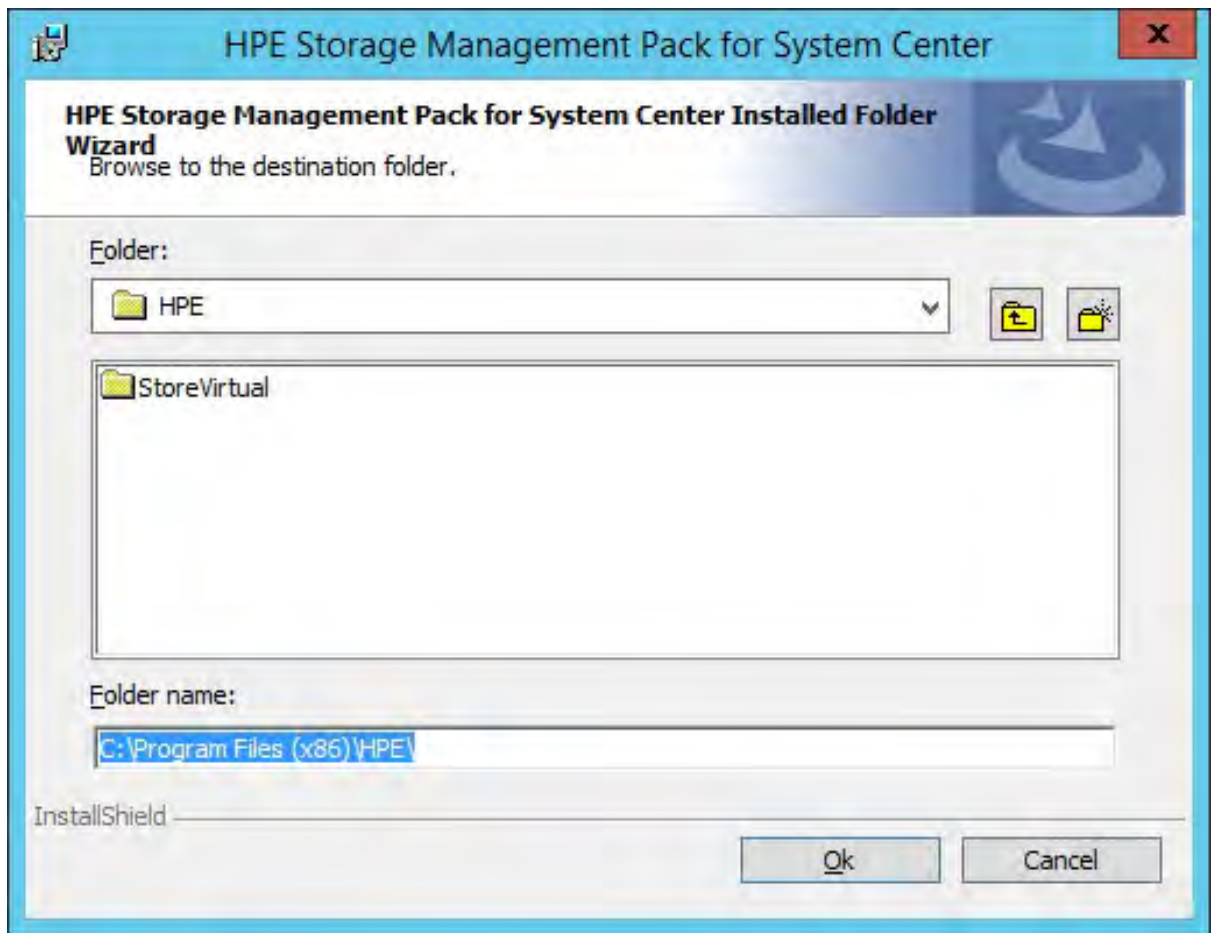 HPE Storage Management Pack for System Center
x
HPE Storage Management Pack for System Center Installed Folder
Wizard
Browse to the destination folder.
Folder:
HPE
StoreVirtual
Folder name:
C:\Program Files (x86)\HPE\
InstallShield
Ok
Cancel